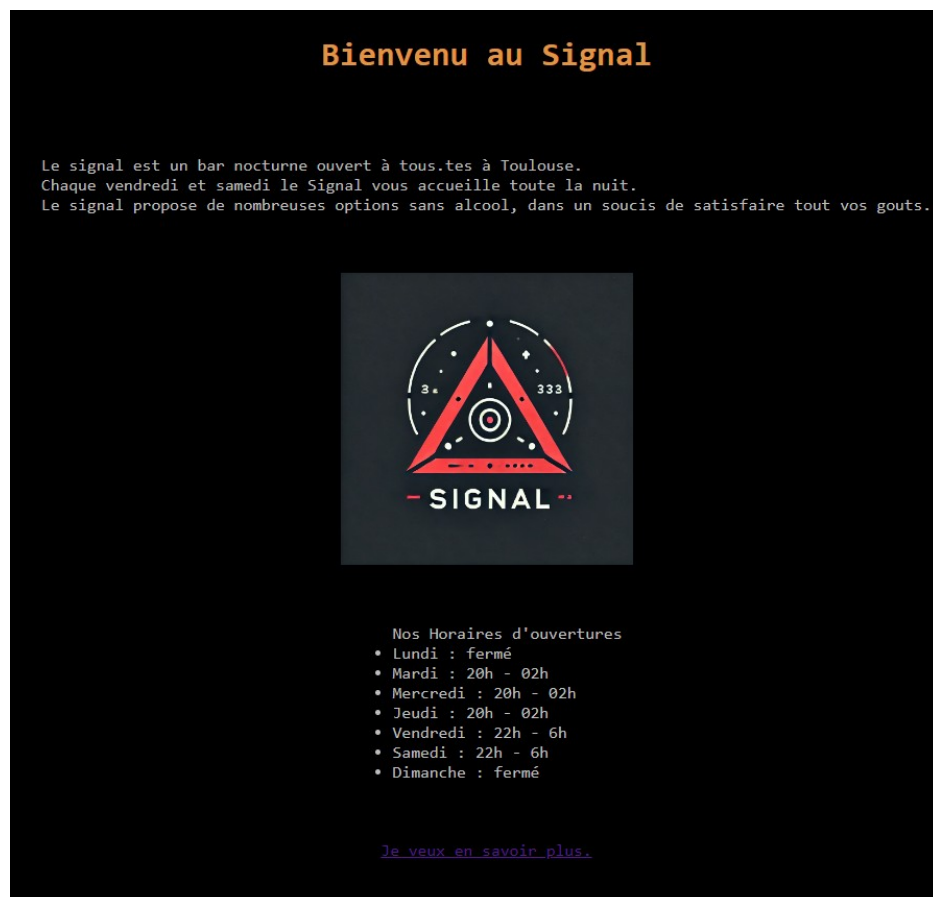 Bienvenu au Signal
Le signal est un bar nocturne ouvert à tous.tes à Toulouse.
Chaque vendredi et samedi le Signal vous accueille toute la nuit.
Le signal propose de nombreuses options sans alcool, dans un soucis de satisfaire tout vos gouts.
3
333
SIGNAL
Nos Horaires d'ouvertures
• Lundi : fermé
• Mardi : 20h - 02h
• Mercredi : 20h - 02h
• Jeudi : 20h - 02h
• Vendredi : 22h - 6h
• Samedi : 22h - 6h
• Dimanche : fermé
Je veux en savoir plus.